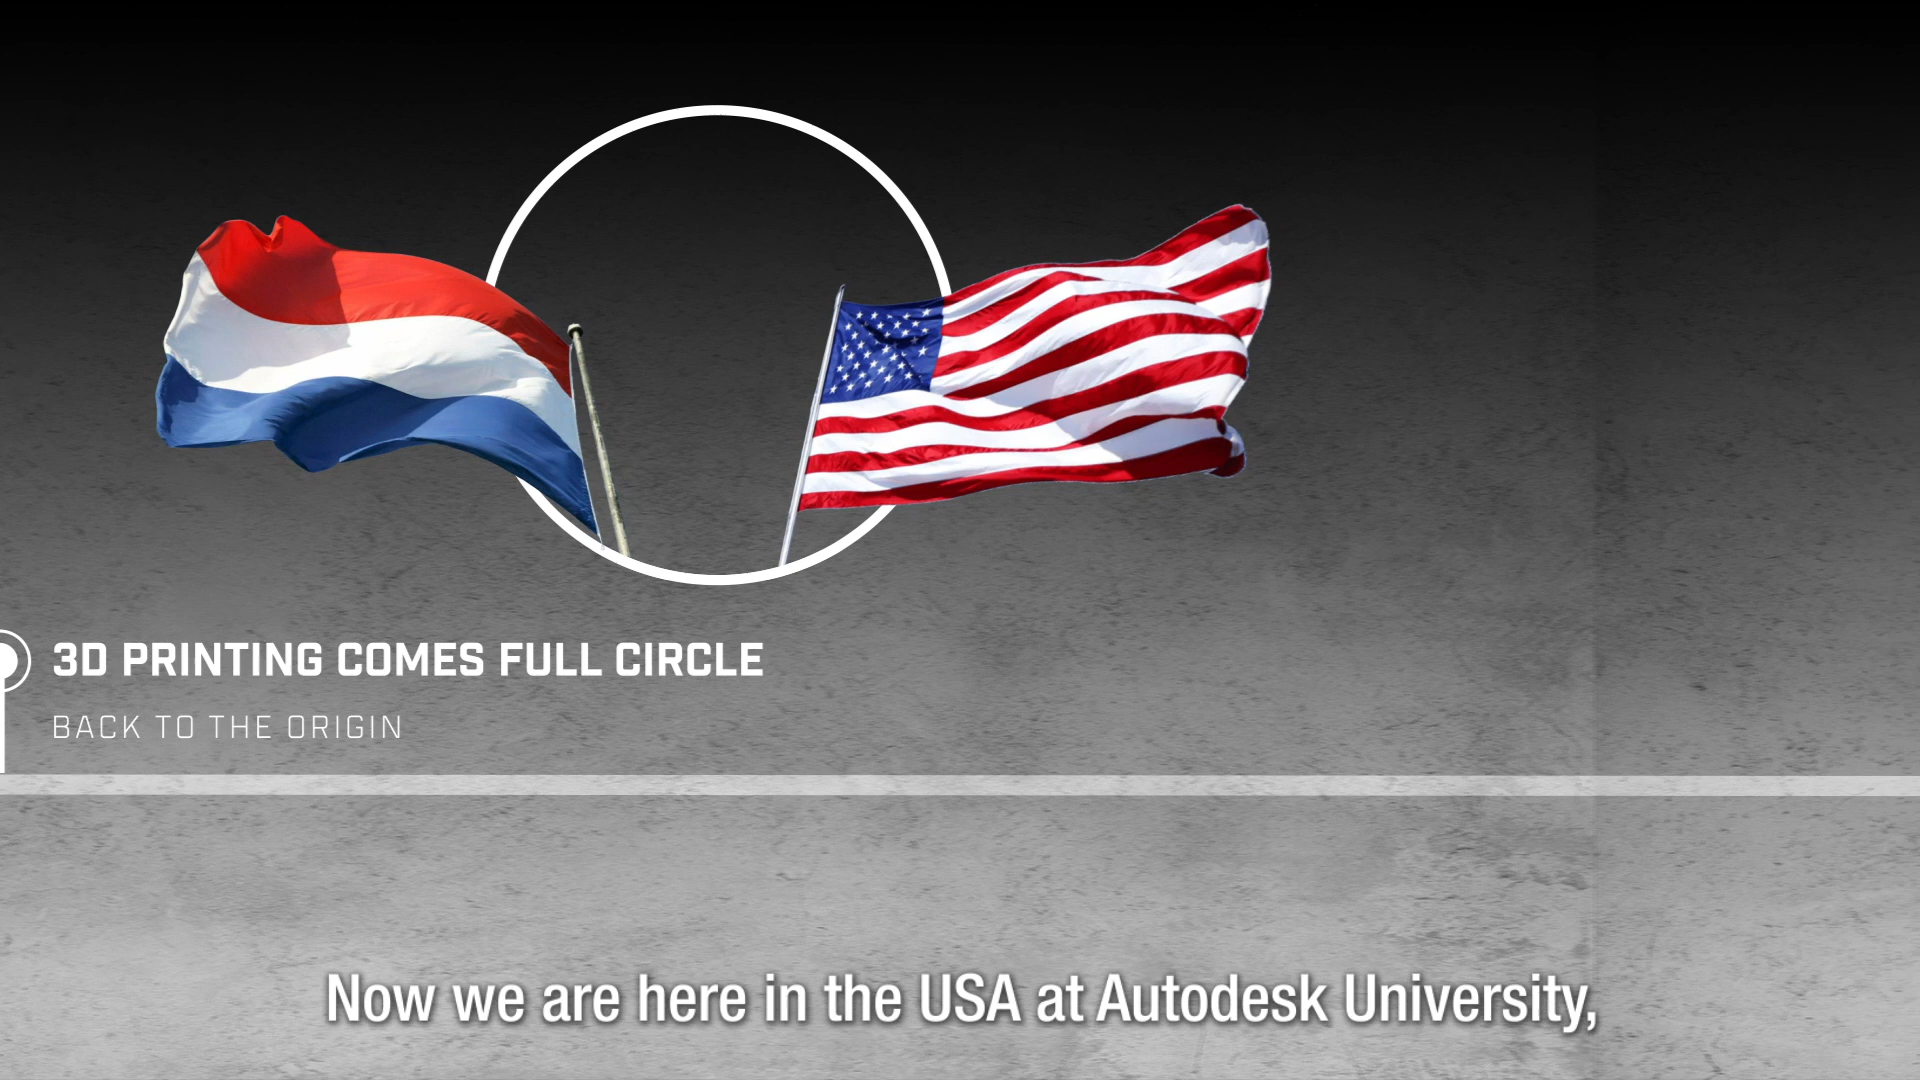 3D PRINTING COMES FULL CIRCLE
BACK TO THE ORIGIN
Now we are here in the USA at Autodesk University,